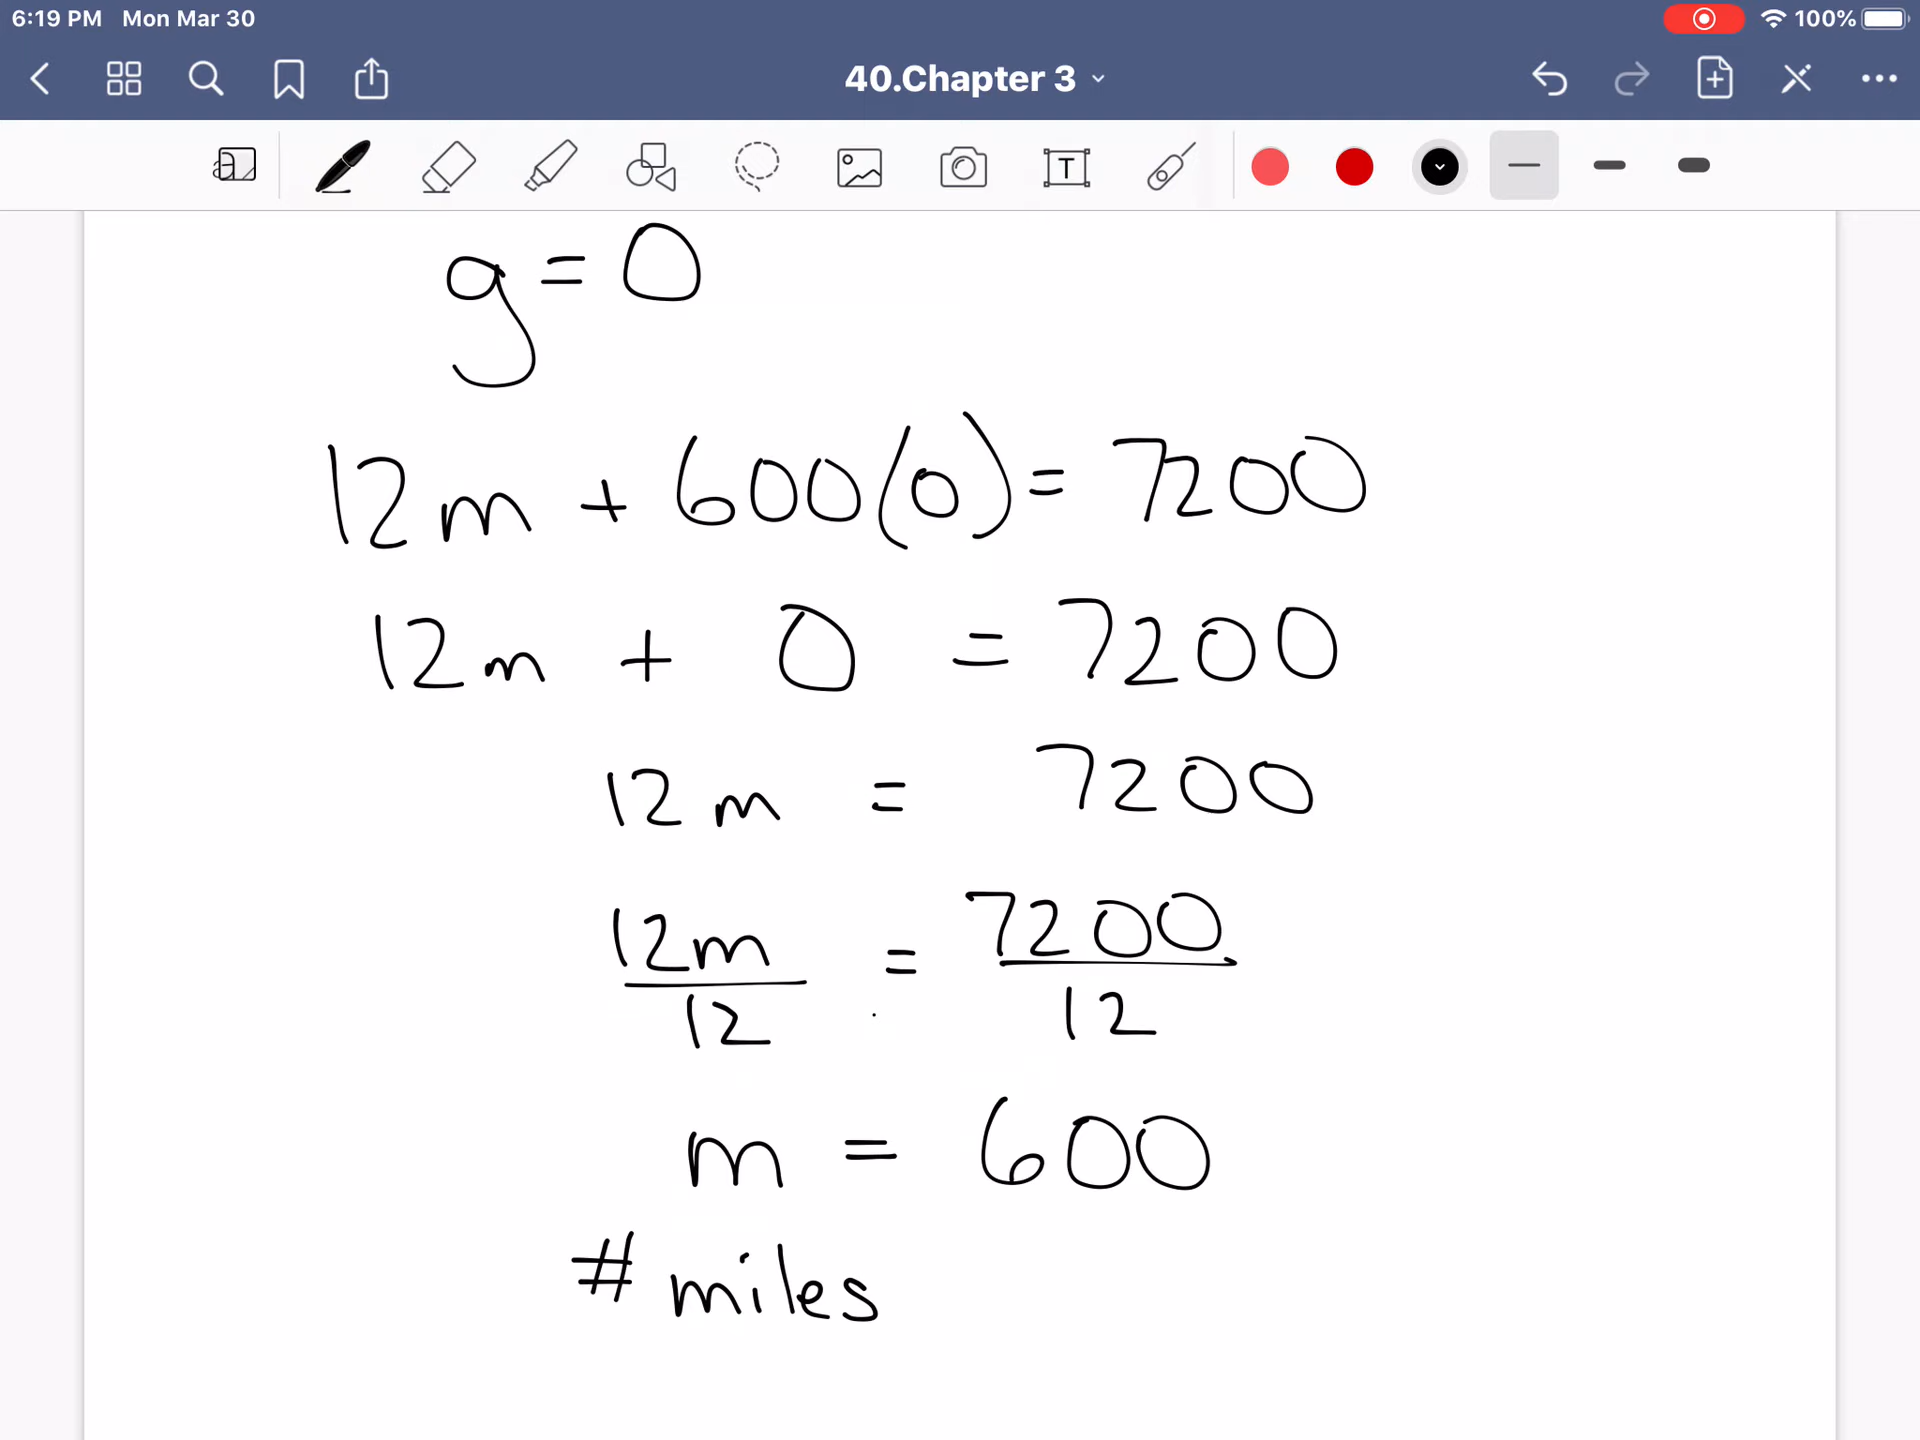 6:19 PM Mon Mar 30 100%
40.Chapter 3
g = 0
12m + 600(0) = 7200
12m + 0 = 7200
12m = 7200
12m/12 = 7200/12
m = 600
# miles